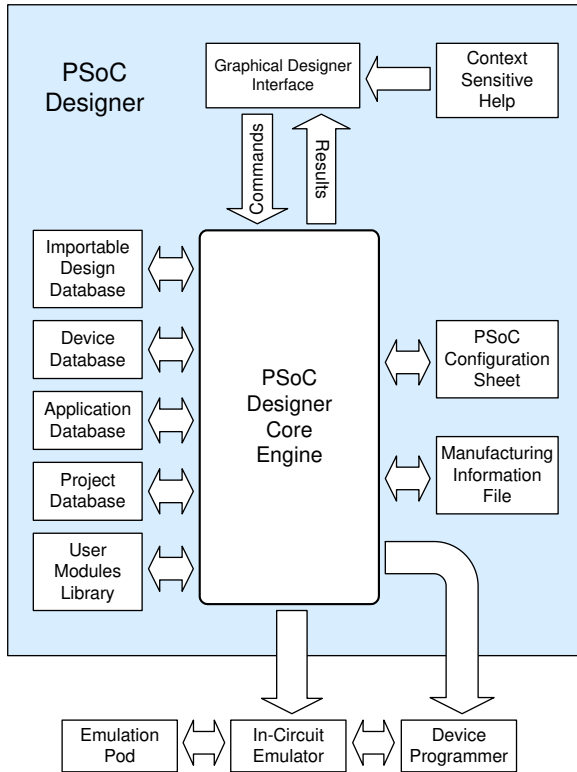 PSoC
Designer
Graphical Designer
Interface
Context
Sensitive
Help
Commands
Results
Importable
Design
Database
Device
Database
Application
Database
Project
Database
User
Modules
Library
PSoC
Designer
Core
Engine
PSoC
Configuration
Sheet
Manufacturing
Information
File
Emulation
Pod
In-Circuit
Emulator
Device
Programmer